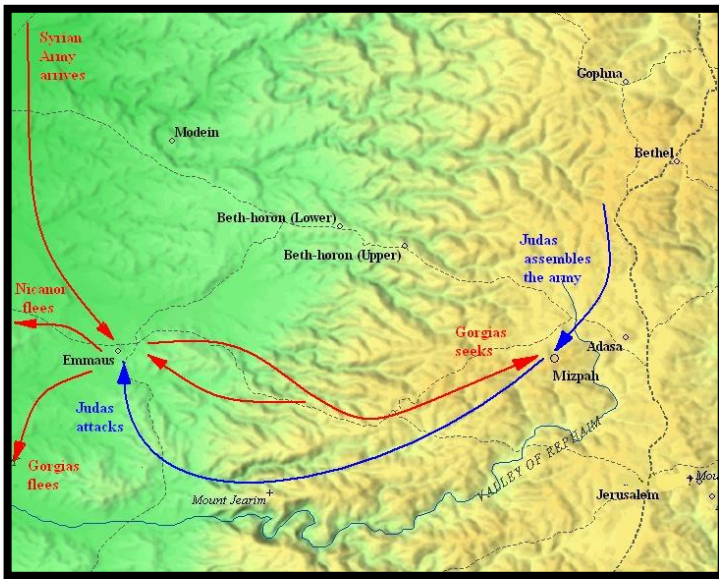 Syrian
Army
arrives
Gophna
Modein
Bethel
Beth-horon (Lower)
Beth-horon (Upper)
Judas
assembles
the army
Nicanor
flees
Gorgias
seeks
Adasa
Emmaus
Mizpah
Judas
attacks
Gorgias
flees
VALLEY OF REPHAIM
Mount Jearim
Jerusalem
Mou